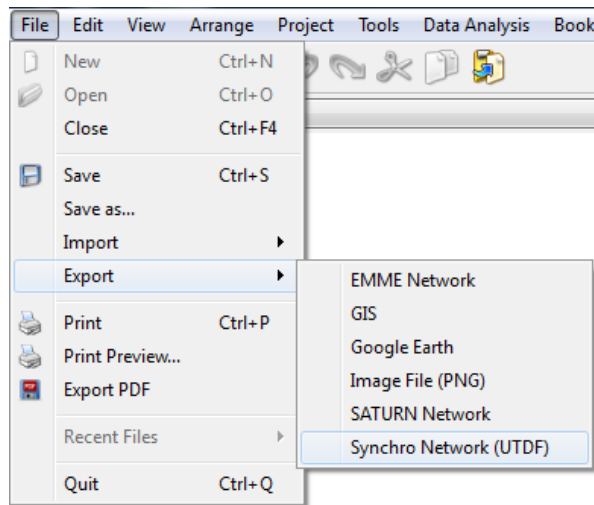 File Edit View Arrange Project Tools Data Analysis Book
New Ctrl+N
Open Ctrl+O
Close Ctrl+F4
Save Ctrl+S
Save as...
Import
Export
EMME Network
GIS
Google Earth
Image File (PNG)
SATURN Network
Synchro Network (UTDF)
Print Ctrl+P
Print Preview...
Export PDF
Recent Files
Quit Ctrl+Q